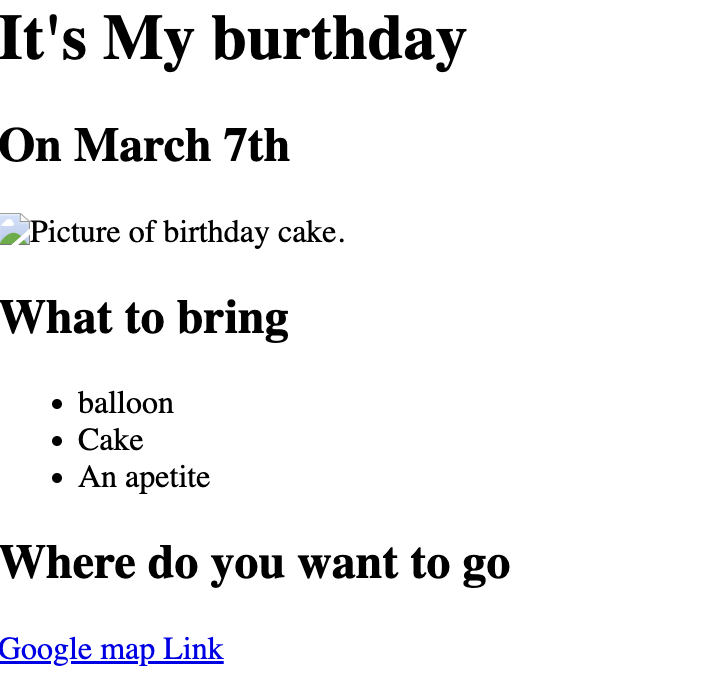 It's My burthday
On March 7th
Picture of birthday cake.
What to bring
balloon
Cake
An apetite
Where do you want to go
Google map Link